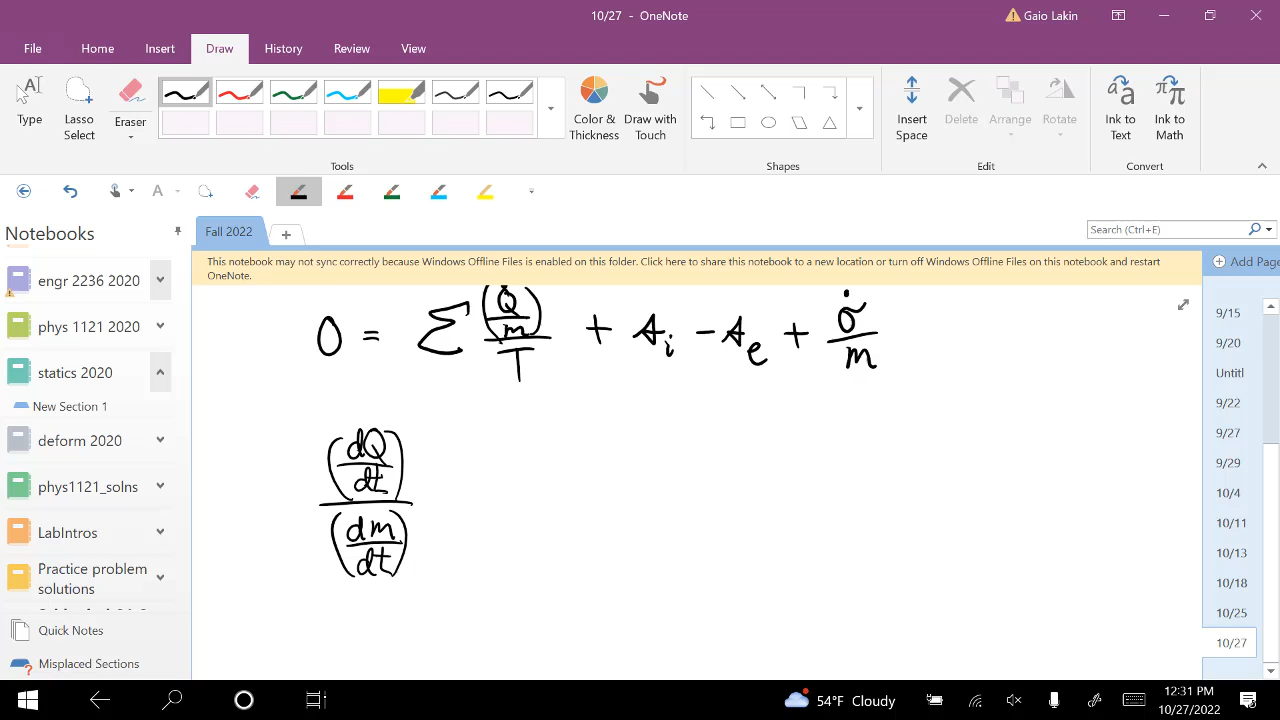 10/27 - OneNote
Gaio Lakin
File Home Insert Draw History Review View
Type
Lasso Select
Eraser
Color & Thickness
Draw with Touch
Insert Space
Delete
Arrange
Rotate
Ink to Text
Ink to Math
Tools
Shapes
Edit
Convert
A
Notebooks
Fall 2022
Search (Ctrl+E)
This notebook may not sync correctly because Windows Offline Files is enabled on this folder. Click here to share this notebook to a new location or turn off Windows Offline Files on this notebook and restart
OneNote.
Add Page
engr 2236 2020
phys 1121 2020
statics 2020
New Section 1
deform 2020
phys1121_solns
LabIntros
Practice problem
solutions
Quick Notes
Misplaced Sections
0 = Σ (Q/m)/T + s_i - s_e + σ̇/m
(dQ/dt)/(dm/dt)
9/15
9/20
Untitl
9/22
9/27
9/29
10/4
10/11
10/13
10/18
10/25
10/27
54°F Cloudy
12:31 PM
10/27/2022